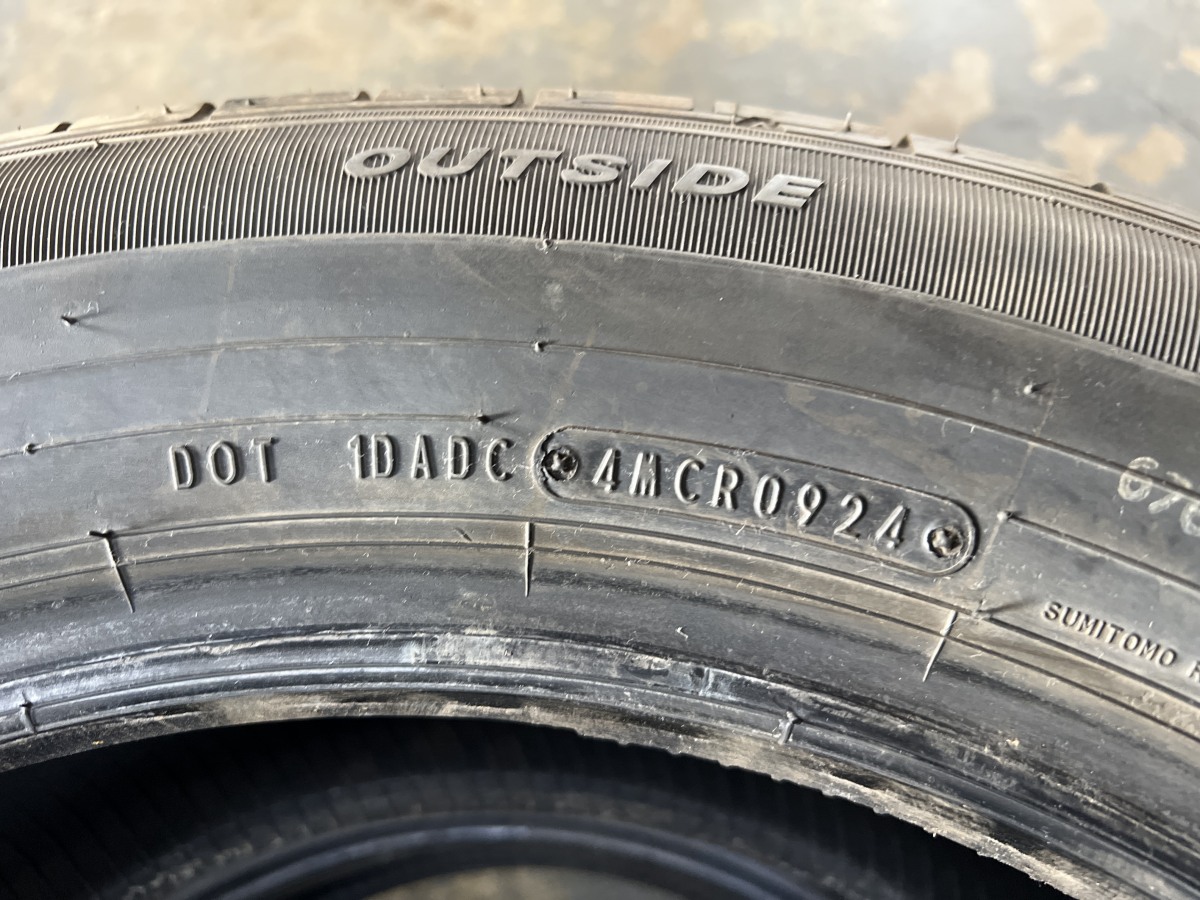 OUTSIDE
DOT 1DADC 4MCR0924
SUMITOMO